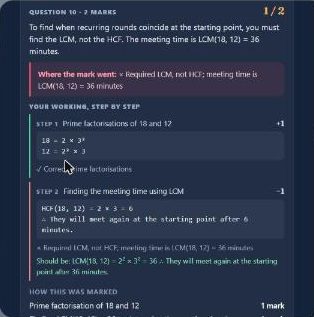 QUESTION 10 · 2 MARKS
1/2
To find when recurring rounds coincide at the starting point, you must
find the LCM, not the HCF. The meeting time is LCM(18, 12) = 36
minutes.
Where the mark went: × Required LCM, not HCF; meeting time is
LCM(18, 12) = 36 minutes
YOUR WORKING, STEP BY STEP
STEP 1 Prime factorisations of 18 and 12
+1
18 = 2 × 3²
12 = 2² × 3
✓ Correct prime factorisations
STEP 2 Finding the meeting time using LCM
−1
HCF(18, 12) = 2 × 3 = 6
∴ They will meet again at the starting point after 6
minutes.
× Required LCM, not HCF; meeting time is LCM(18, 12) = 36 minutes
Should be: LCM(18, 12) = 2² × 3² = 36 ∴ They will meet again at the starting
point after 36 minutes.
HOW THIS WAS MARKED
Prime factorisation of 18 and 12
1 mark